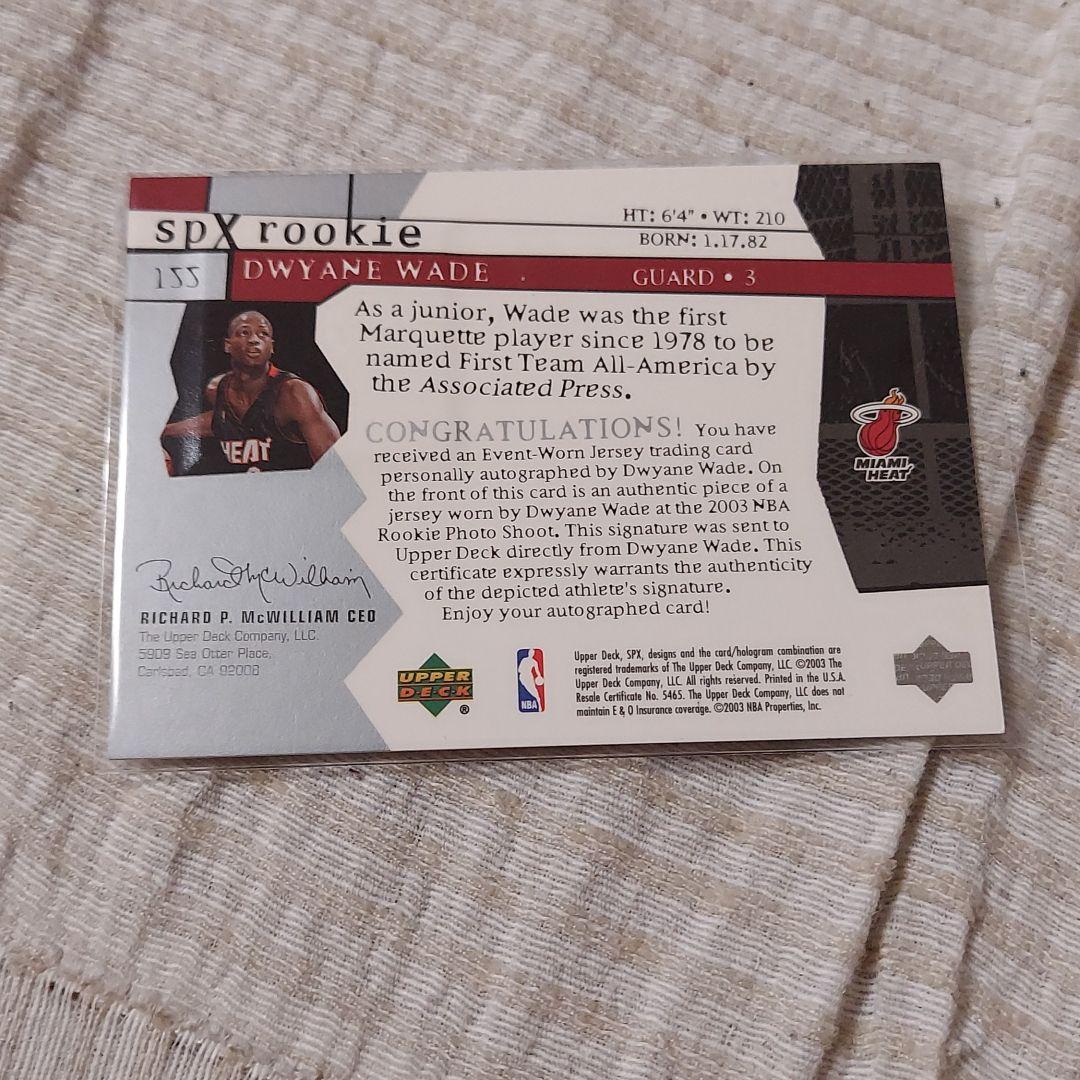 spx rookie
HT: 6'4" • WT: 210
BORN: 1.17.82
155
DWYANE WADE
GUARD • 3
As a junior, Wade was the first
Marquette player since 1978 to be
named First Team All-America by
the Associated Press.
CONGRATULATIONS! You have
received an Event-Worn Jersey trading card
personally autographed by Dwyane Wade. On
the front of this card is an authentic piece of a
jersey worn by Dwyane Wade at the 2003 NBA
Rookie Photo Shoot. This signature was sent to
Upper Deck directly from Dwyane Wade. This
certificate expressly warrants the authenticity
of the depicted athlete's signature.
Enjoy your autographed card!
HEAT
MIAMI
HEAT
Richard McWilliam
RICHARD P. McWILLIAM CEO
The Upper Deck Company, LLC.
5909 Sea Otter Place,
Carlsbad, CA 92008
UPPER
DECK
®
NBA
Upper Deck, SPX, designs and the card/hologram combination are
registered trademarks of The Upper Deck Company, LLC. ©2003 The
Upper Deck Company, LLC. All rights reserved. Printed in the U.S.A.
Resale Certificate No. 5465. The Upper Deck Company, LLC does not
maintain E & O Insurance coverage. ©2003 NBA Properties, Inc.